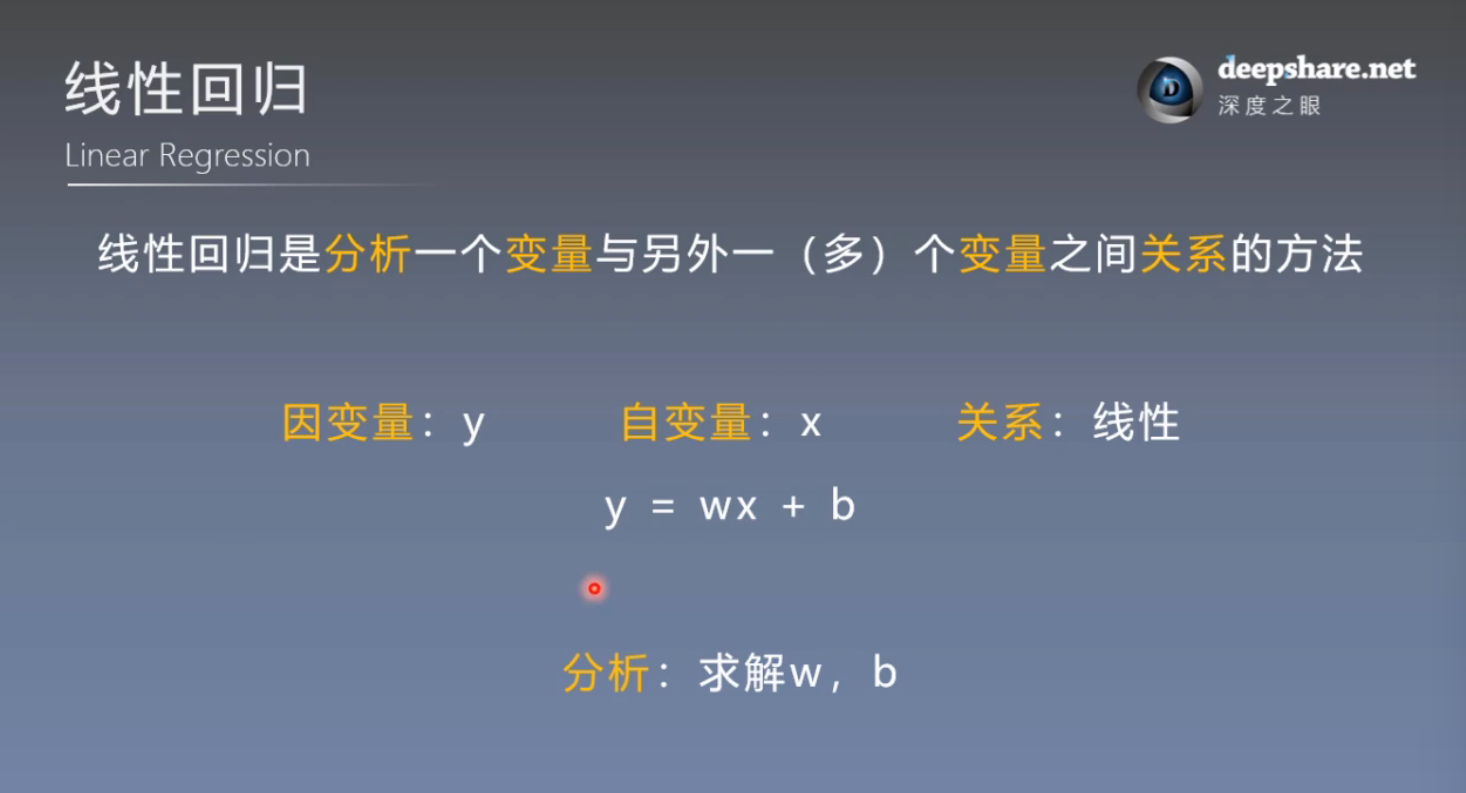 线性回归
deepshare.net
深度之眼
Linear Regression
线性回归是分析一个变量与另外一（多）个变量之间关系的方法
因变量：y 自变量：x 关系：线性
y = wx + b
分析：求解w，b